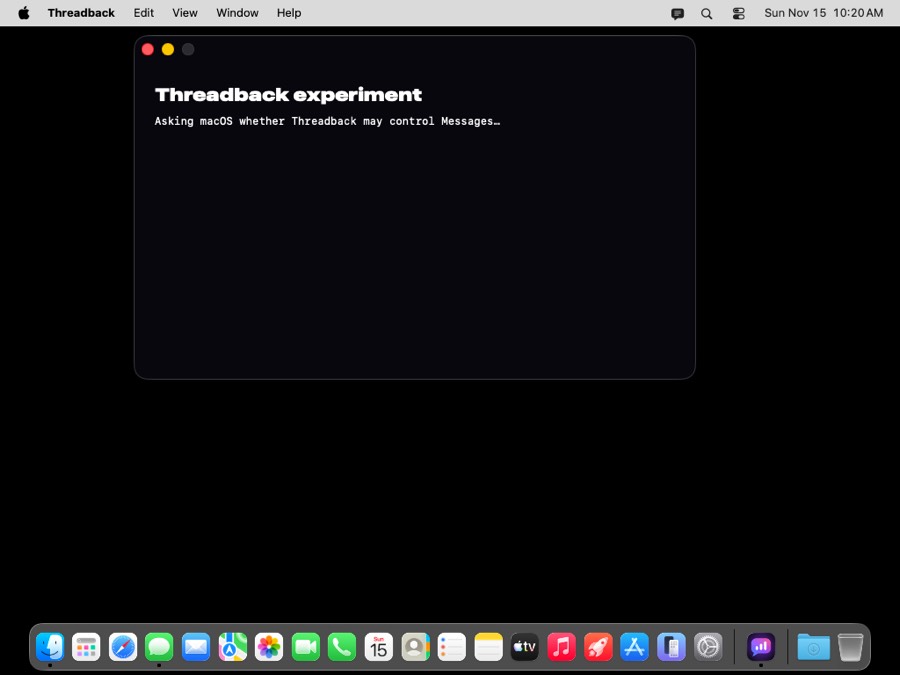 Threadback Edit View Window Help Sun Nov 15 10:20 AM
Threadback experiment
Asking macOS whether Threadback may control Messages…
Sun
15
tv